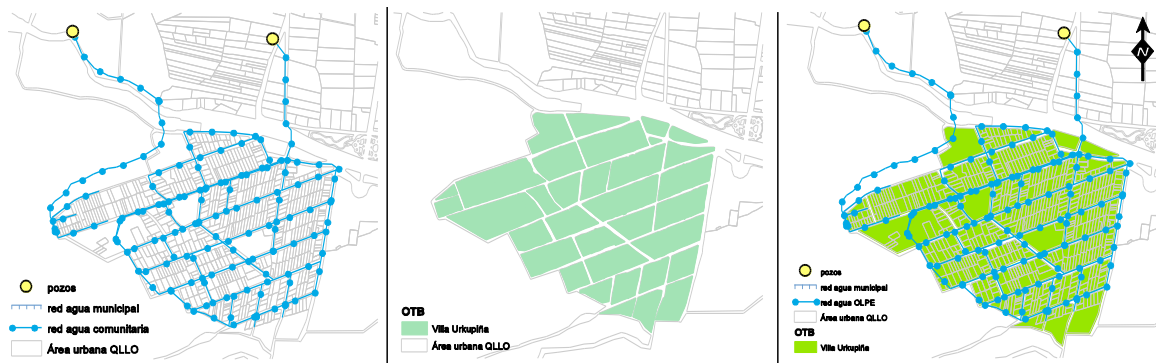 pozos
red agua municipal
red agua comunitaria
Área urbana QLLO
OTB
Villa Urkupiña
Área urbana QLLO
N
pozos
red agua municipal
red agua OLPE
Área urbana QLLO
OTB
Villa Urkupiña